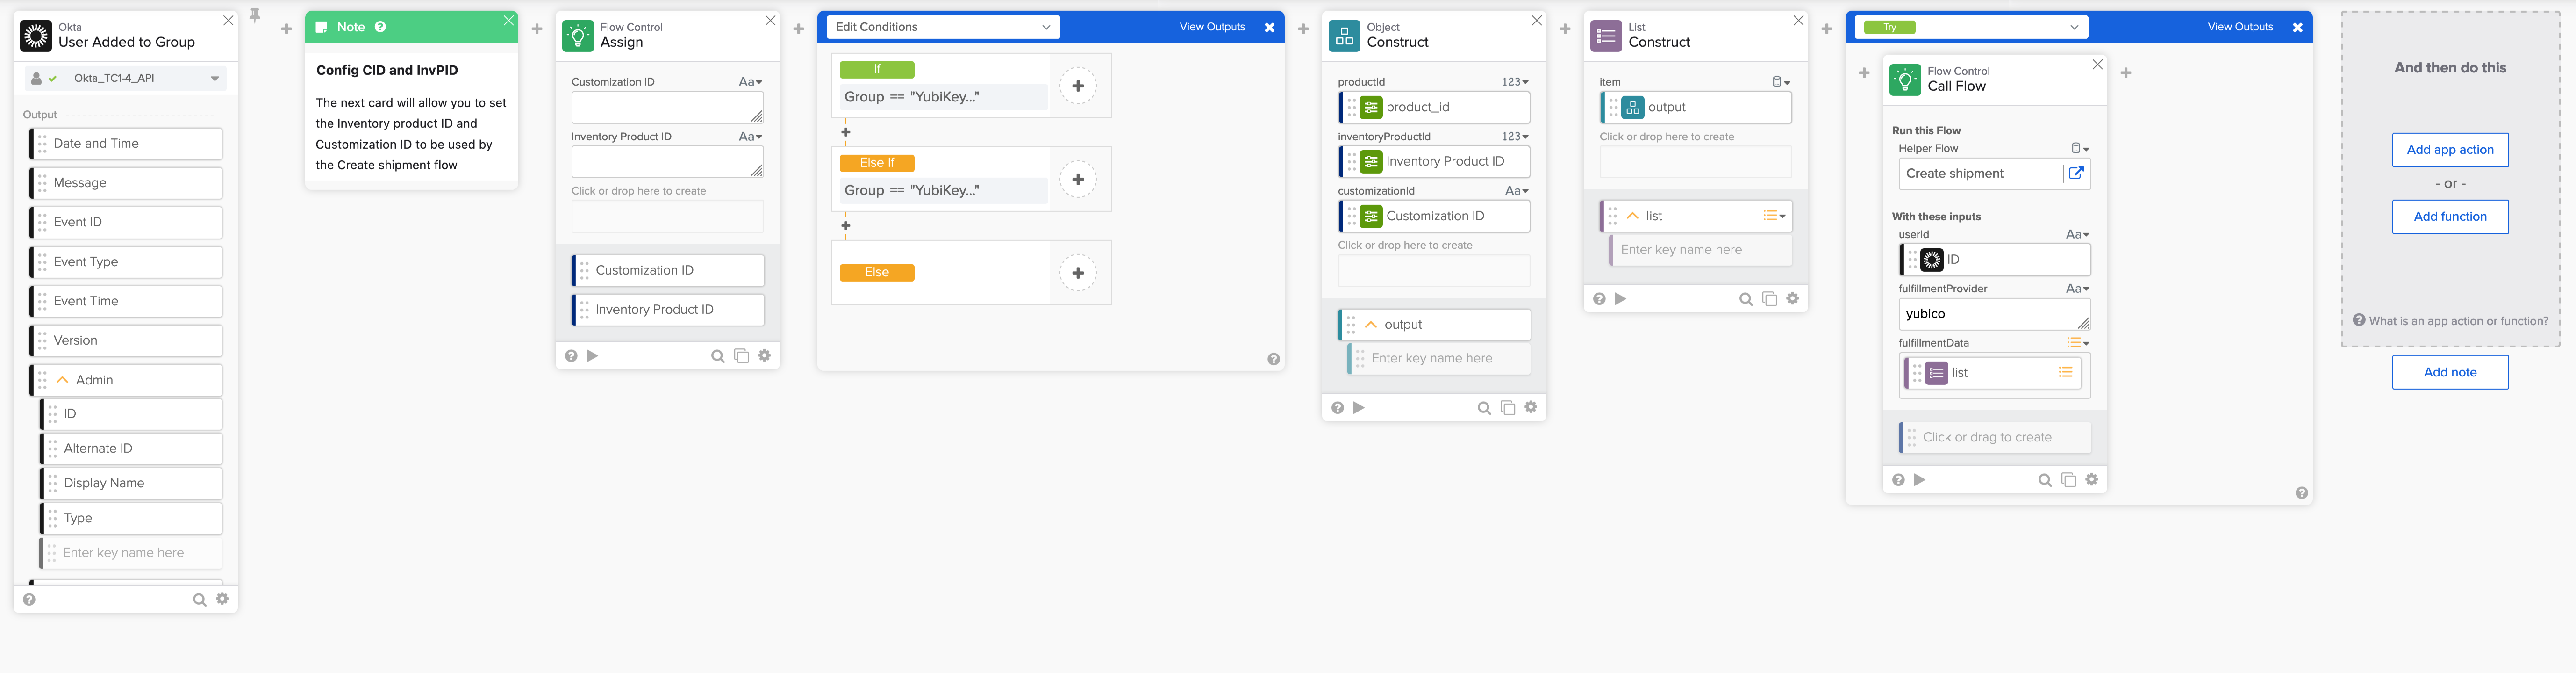 Okta
User Added to Group
Okta_TC1-4_API
Output
Date and Time
Message
Event ID
Event Type
Event Time
Version
Admin
ID
Alternate ID
Display Name
Type
Enter key name here
Note
Config CID and InvPID
The next card will allow you to set
the Inventory product ID and
Customization ID to be used by
the Create shipment flow
Flow Control
Assign
Customization ID
Aa
Inventory Product ID
Aa
Click or drop here to create
Customization ID
Inventory Product ID
Edit Conditions
View Outputs
If
Group == "YubiKey..."
Else If
Group == "YubiKey..."
Else
Object
Construct
productId
123
product_id
inventoryProductId
123
Inventory Product ID
customizationId
Aa
Customization ID
Click or drop here to create
output
Enter key name here
List
Construct
item
output
Click or drop here to create
list
Enter key name here
Try
View Outputs
Flow Control
Call Flow
Run this Flow
Helper Flow
Create shipment
With these inputs
userId
Aa
ID
fulfillmentProvider
Aa
yubico
fulfillmentData
list
Click or drag to create
And then do this
Add app action
- or -
Add function
What is an app action or function?
Add note